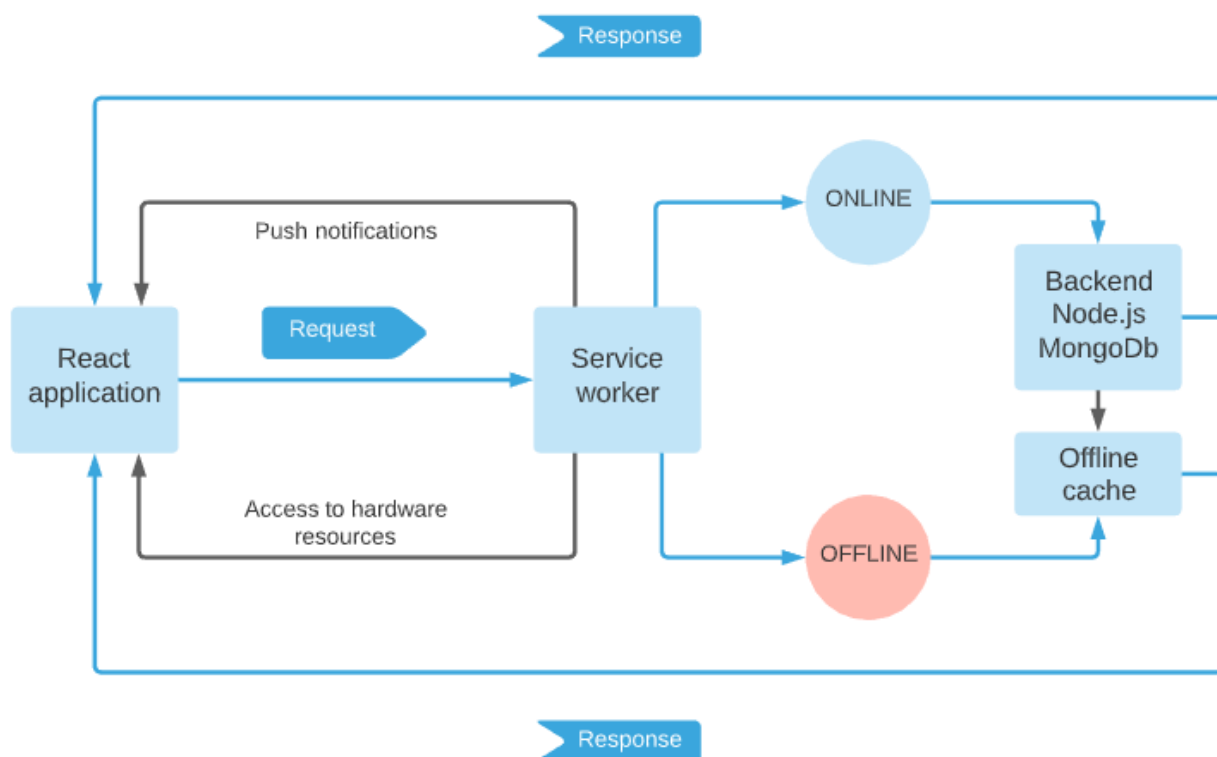 Response
ONLINE
Push notifications
Backend
Node.js
MongoDb
Request
React
application
Service
worker
Offline
cache
Access to hardware
resources
OFFLINE
Response